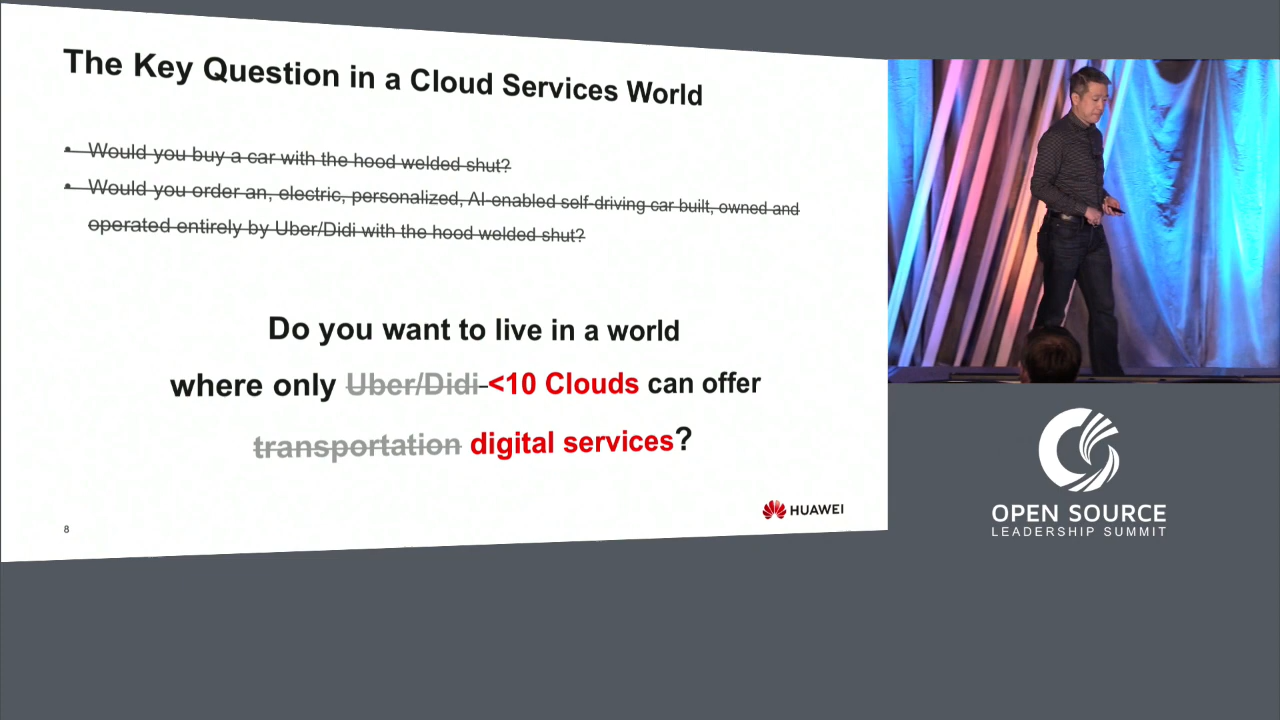 The Key Question in a Cloud Services World
• Would you buy a car with the hood welded shut?
• Would you order an, electric, personalized, AI-enabled self-driving car built, owned and
operated entirely by Uber/Didi with the hood welded shut?
Do you want to live in a world
where only Uber/Didi <10 Clouds can offer
transportation digital services?
8
HUAWEI
OPEN SOURCE
LEADERSHIP SUMMIT